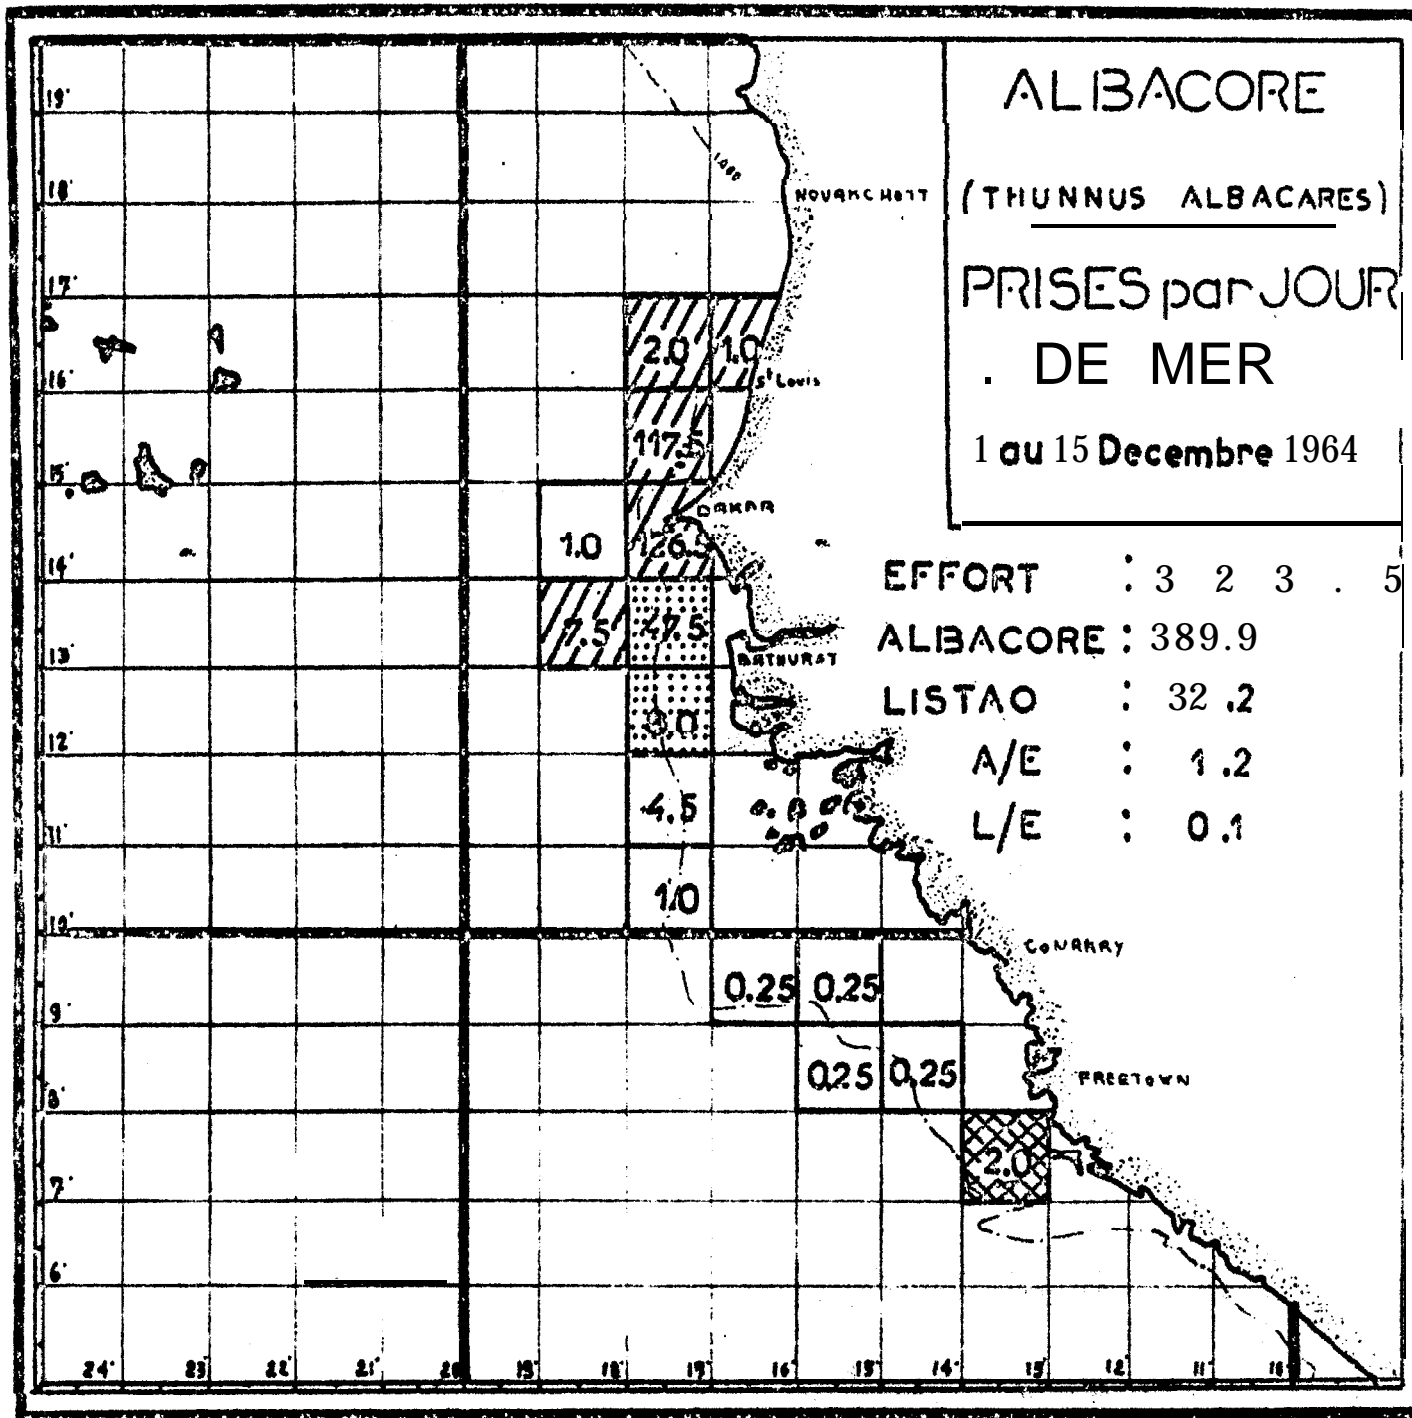 ALBACORE
(THUNNUS ALBACARES)
PRISES par JOUR
. DE MER
1 au 15 Decembre 1964
EFFORT : 3 2 3 . 5
ALBACORE : 389.9
LISTAO : 32 .2
A/E : 1 .2
L/E : 0.1
19°
1.000
18°
NOUAKCHOTT
17°
2.0 1.0
16°
St Louis
117.5
15°
DAKAR
1.0 126.5
14°
7.5 47.5
13°
BATHURST
12°
4.5
11°
1.0
10°
CONAKRY
0.25 0.25
9°
0.25 0.25
FREETOWN
8°
2.0
7°
6°
24° 23° 22° 21° 20 19° 18° 19° 16° 15° 14° 13° 12° 11° 10°